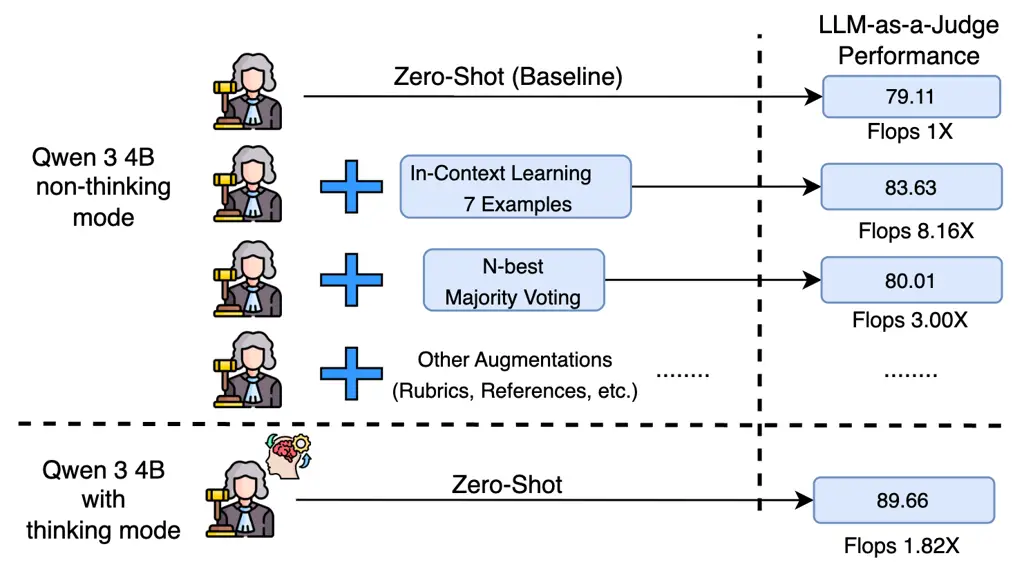 LLM-as-a-Judge
Performance
Zero-Shot (Baseline)
79.11
Flops 1X
Qwen 3 4B
non-thinking
mode
In-Context Learning
7 Examples
83.63
Flops 8.16X
N-best
Majority Voting
80.01
Flops 3.00X
Other Augmentations
(Rubrics, References, etc.)
........
........
Qwen 3 4B
with
thinking mode
Zero-Shot
89.66
Flops 1.82X